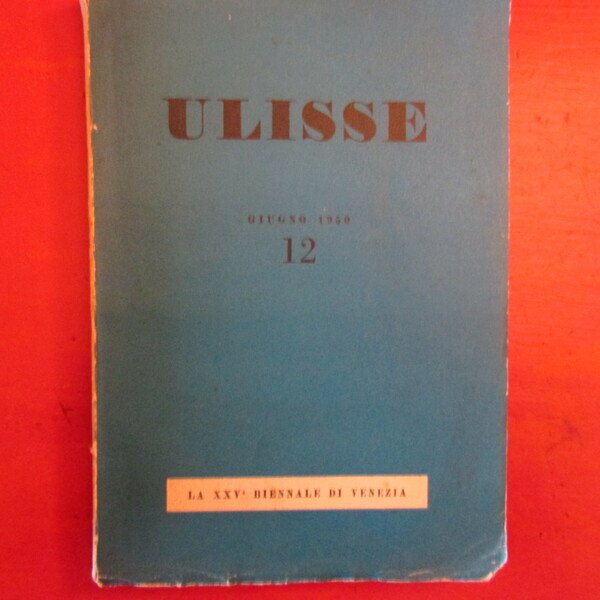 ULISSE
GIUGNO 1950
12
LA XXVª BIENNALE DI VENEZIA